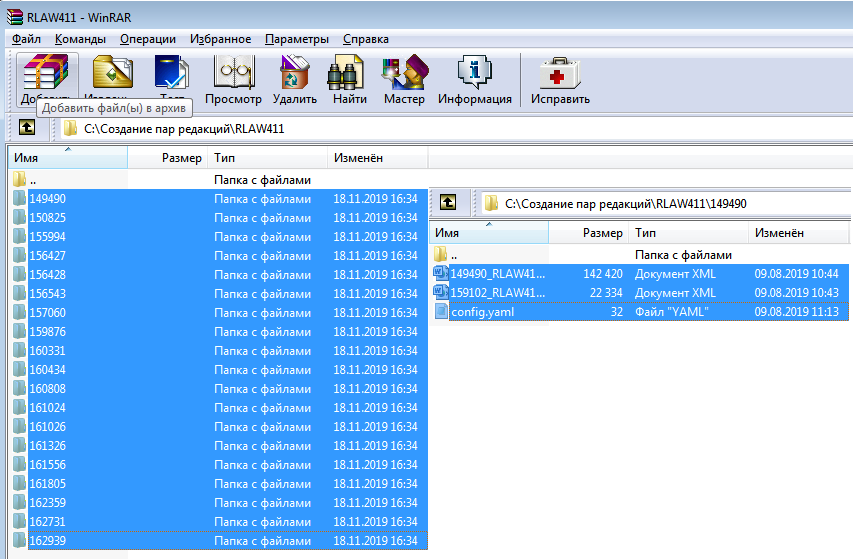 RLAW411 - WinRAR
Файл Команды Операции Избранное Параметры Справка
Просмотр Удалить Найти Мастер Информация Исправить
Добавить файл(ы) в архив
C:\Создание пар редакций\RLAW411
Имя Размер Тип Изменён
.. Папка с файлами
149490 Папка с файлами 18.11.2019 16:34
150825 Папка с файлами 18.11.2019 16:34
155994 Папка с файлами 18.11.2019 16:34
156427 Папка с файлами 18.11.2019 16:34
156428 Папка с файлами 18.11.2019 16:34
156543 Папка с файлами 18.11.2019 16:34
157060 Папка с файлами 18.11.2019 16:34
159876 Папка с файлами 18.11.2019 16:34
160331 Папка с файлами 18.11.2019 16:34
160434 Папка с файлами 18.11.2019 16:34
160808 Папка с файлами 18.11.2019 16:34
161024 Папка с файлами 18.11.2019 16:34
161026 Папка с файлами 18.11.2019 16:34
161326 Папка с файлами 18.11.2019 16:34
161556 Папка с файлами 18.11.2019 16:34
161805 Папка с файлами 18.11.2019 16:34
162359 Папка с файлами 18.11.2019 16:34
162731 Папка с файлами 18.11.2019 16:34
162939 Папка с файлами 18.11.2019 16:34
C:\Создание пар редакций\RLAW411\149490
Имя Размер Тип Изменён
.. Папка с файлами
149490_RLAW41... 142 420 Документ XML 09.08.2019 10:44
159102_RLAW41... 22 334 Документ XML 09.08.2019 10:43
config.yaml 32 Файл "YAML" 09.08.2019 11:13